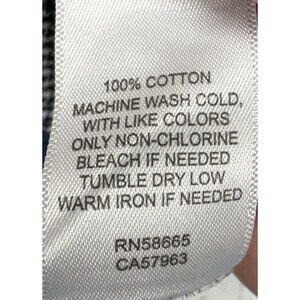 100% COTTON
MACHINE WASH COLD,
WITH LIKE COLORS
ONLY NON-CHLORINE
BLEACH IF NEEDED
TUMBLE DRY LOW
WARM IRON IF NEEDED
RN58665
CA57963